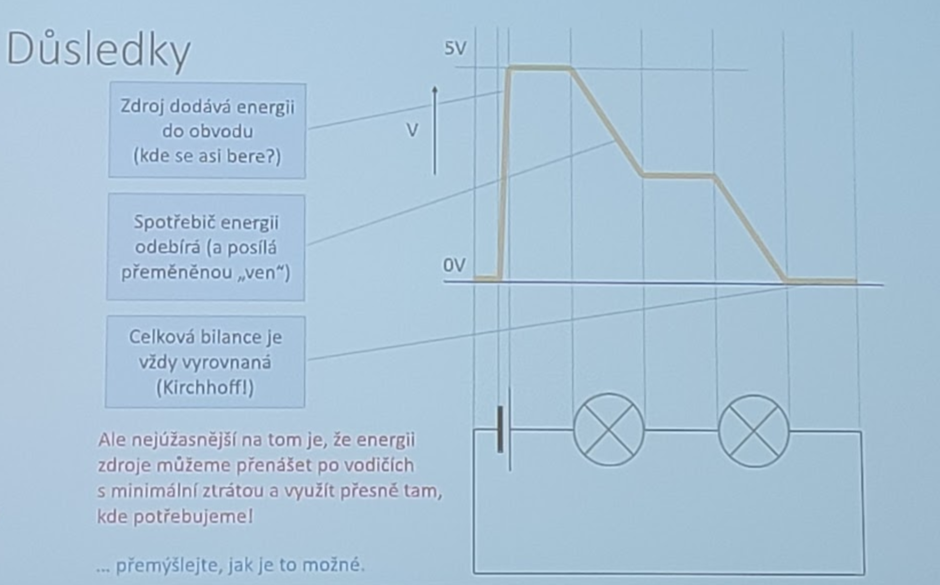 Důsledky
Zdroj dodává energii
do obvodu
(kde se asi bere?)
Spotřebič energii
odebírá (a posílá
přeměněnou „ven“)
Celková bilance je
vždy vyrovnaná
(Kirchhoff!)
Ale nejúžasnější na tom je, že energii
zdroje můžeme přenášet po vodičích
s minimální ztrátou a využít přesně tam,
kde potřebujeme!
... přemýšlejte, jak je to možné.
5V
V
0V